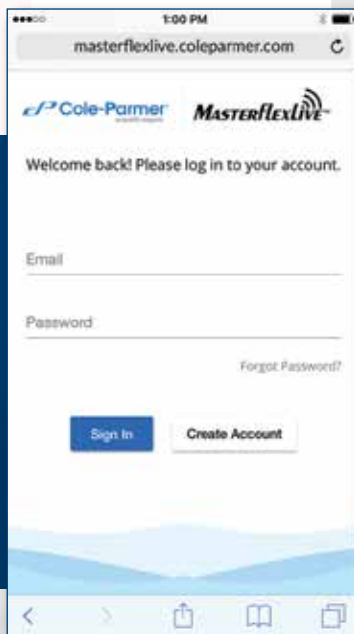 1:00 PM
masterflexlive.coleparmer.com
Cole-Parmer MASTERFLEXLIVE
Welcome back! Please log in to your account.
Email
Password
Forgot Password?
Sign In Create Account